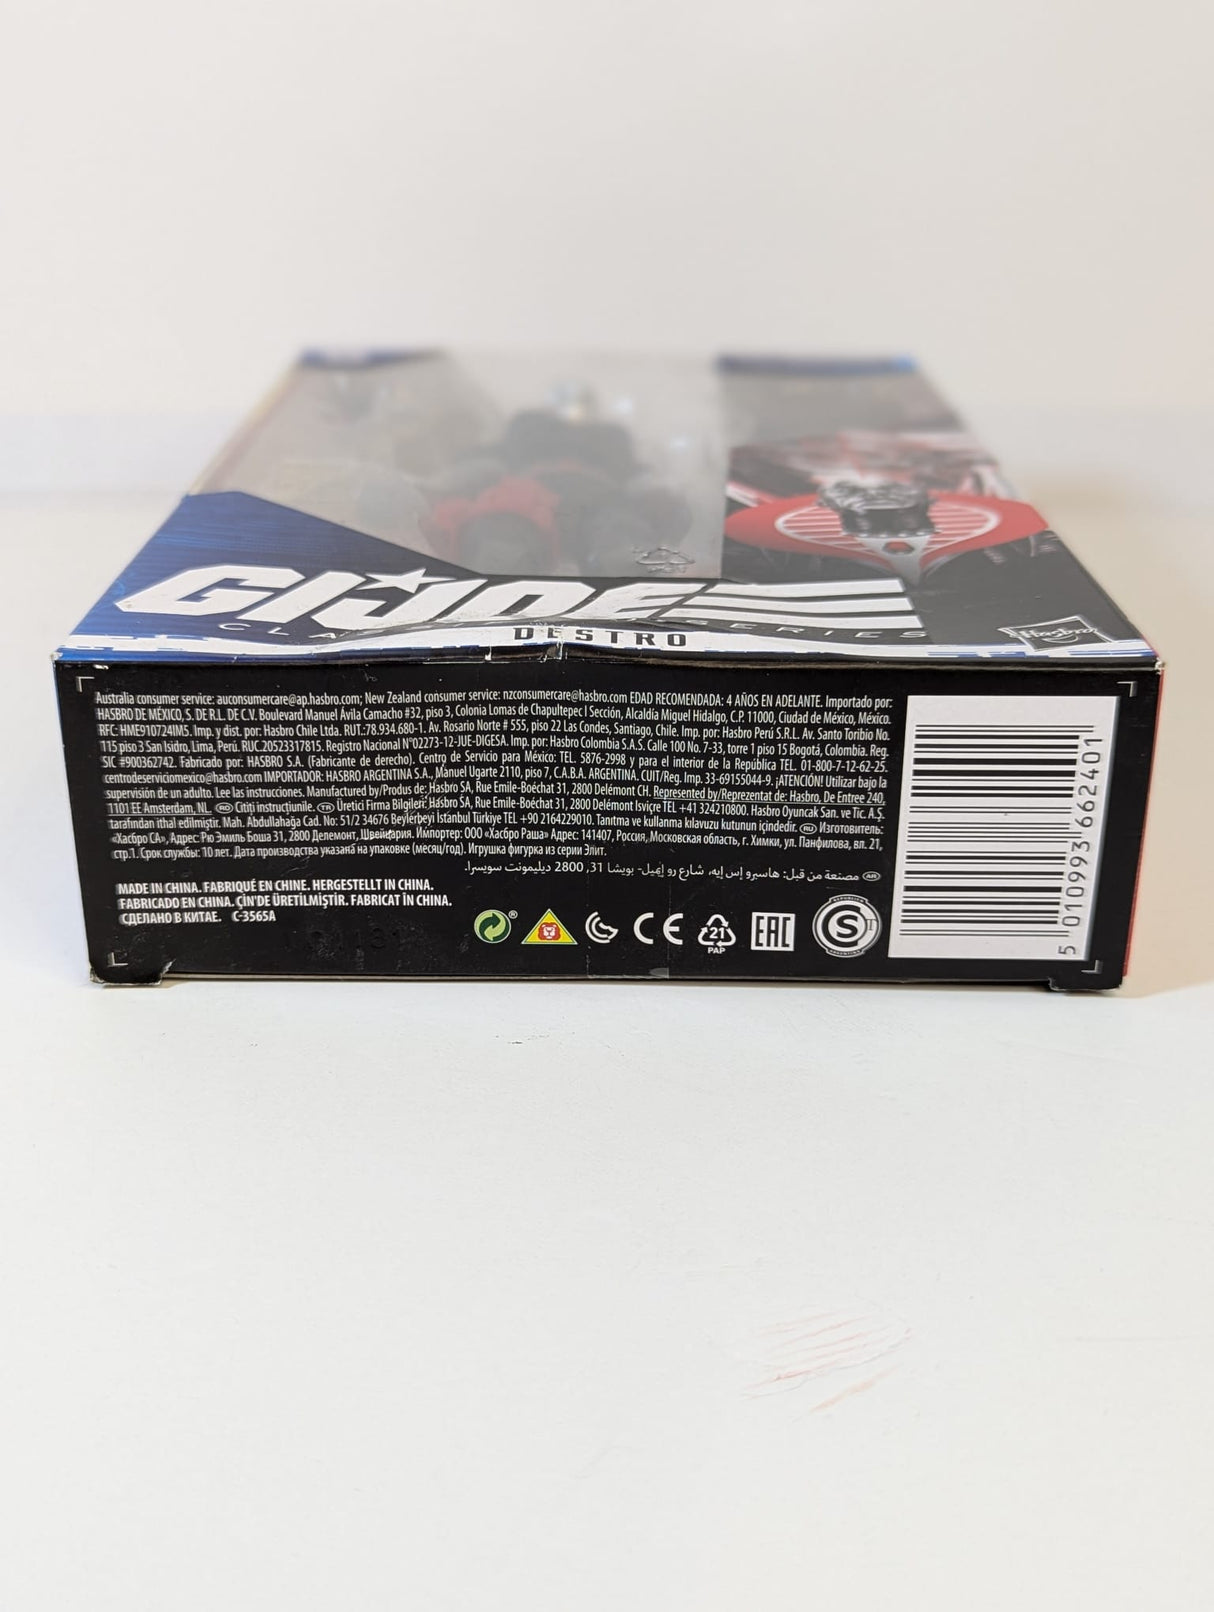 GI JOE
CLASSIFIED SERIES
DESTRO
Hasbro
Australia consumer service: auconsumercare@ap.hasbro.com; New Zealand consumer service: nzconsumercare@hasbro.com EDAD RECOMENDADA: 4 AÑOS EN ADELANTE. Importado por:
HASBRO DE MÉXICO, S. DE R.L. DE C.V. Boulevard Manuel Ávila Camacho #32, piso 3, Colonia Lomas de Chapultepec I Sección, Alcaldía Miguel Hidalgo, C.P. 11000, Ciudad de México, México.
RFC: HME910724IM5. Imp. y dist. por: Hasbro Chile Ltda. RUT.:78.934.680-1. Av. Rosario Norte # 555, piso 22 Las Condes, Santiago, Chile. Imp. por: Hasbro Perú S.R.L. Av. Santo Toribio No.
115 piso 3 San Isidro, Lima, Perú. RUC.20523317815. Registro Nacional N°02273-12-JUE-DIGESA. Imp. por: Hasbro Colombia S.A.S. Calle 100 No. 7-33, torre 1 piso 15 Bogotá, Colombia. Reg.
SIC #900362742. Fabricado por: HASBRO S.A. (Fabricante de derecho). Centro de Servicio para México: TEL. 5876-2998 y para el interior de la República TEL. 01-800-7-12-62-25.
centrodeserviciomexico@hasbro.com IMPORTADOR: HASBRO ARGENTINA S.A., Manuel Ugarte 2110, piso 7, C.A.B.A. ARGENTINA. CUIT/Reg. Imp. 33-69155044-9. ¡ATENCIÓN! Utilizar bajo la
supervisión de un adulto. Lee las instrucciones. Manufactured by/Produs de: Hasbro SA, Rue Emile-Boéchat 31, 2800 Delémont CH. Represented by/Reprezentat de: Hasbro, De Entree 240,
1101 EE Amsterdam, NL. RO Citiți instrucțiunile. TR Üretici Firma Bilgileri: Hasbro SA, Rue Emile-Boéchat 31, 2800 Delémont İsviçre TEL +41 324210800. Hasbro Oyuncak San. ve Tic. A.Ş.
tarafından ithal edilmiştir. Mah. Abdullahağa Cad. No: 51/2 34676 Beylerbeyi İstanbul Türkiye TEL +90 2164229010. Tanıtma ve kullanma kılavuzu kutunun içindedir. RU Изготовитель:
«Хасбро СА», Адрес: Рю Эмиль Боша 31, 2800 Делемонт, Швейцария. Импортер: ООО «Хасбро Раша» Адрес: 141407, Россия, Московская область, г. Химки, ул. Панфилова, вл. 21,
стр.1. Срок службы: 10 лет. Дата производства указана на упаковке (месяц/год). Игрушка фигурка из серии Элит.
AR مصنعة من قبل: هاسبرو إس إيه، شارع رو إميل- بويشا 31, 2800 ديليمونت سويسرا.
MADE IN CHINA. FABRIQUÉ EN CHINE. HERGESTELLT IN CHINA.
FABRICADO EN CHINA. ÇİN'DE ÜRETİLMİŞTİR. FABRICAT ÎN CHINA.
СДЕЛАНО В КИТАЕ. C-3565A
CE
21
PAP
EAC
S
5 010993 662401